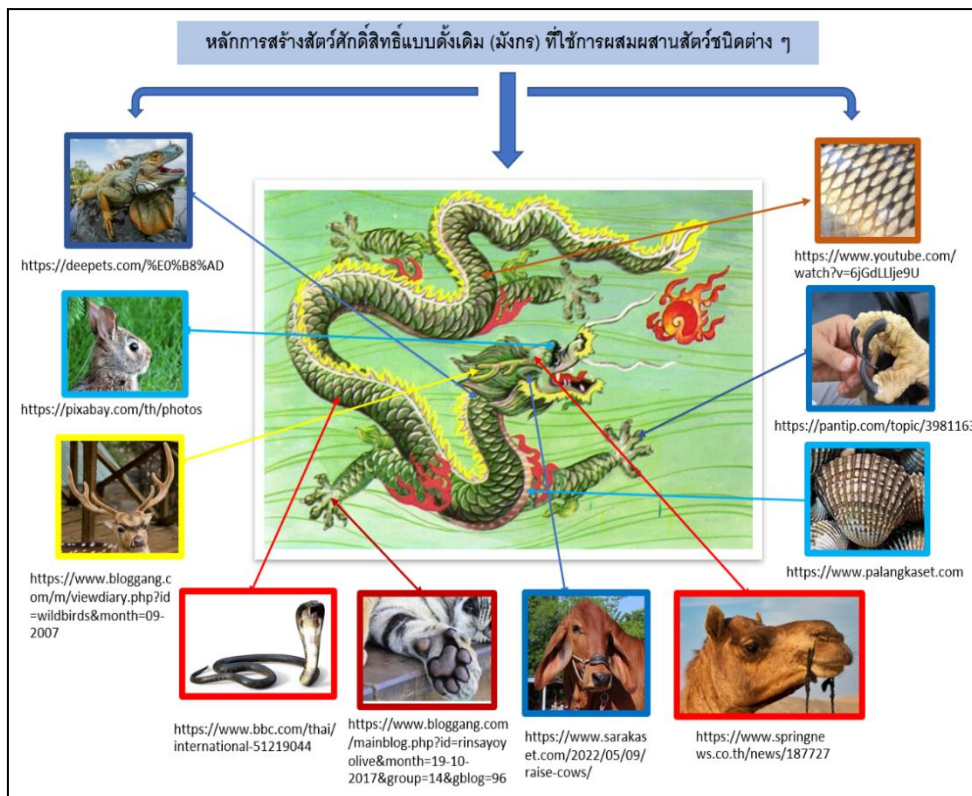 หลักการสร้างสัตว์ศักดิ์สิทธิ์แบบดั้งเดิม (มังกร) ที่ใช้การผสมผสานสัตว์ชนิดต่าง ๆ
https://deepets.com/%E0%B8%AD
https://pixabay.com/th/photos
https://www.bloggang.c
om/m/viewdiary.php?id
=wildbirds&month=09-
2007
https://www.bbc.com/thai/
international-51219044
https://www.bloggang.com
/mainblog.php?id=rinsayoy
olive&month=19-10-
2017&group=14&gblog=96
https://www.sarakas
et.com/2022/05/09/
raise-cows/
https://www.springne
ws.co.th/news/187727
https://www.youtube.com/
watch?v=6jGdLLlje9U
https://pantip.com/topic/3981163
https://www.palangkaset.com